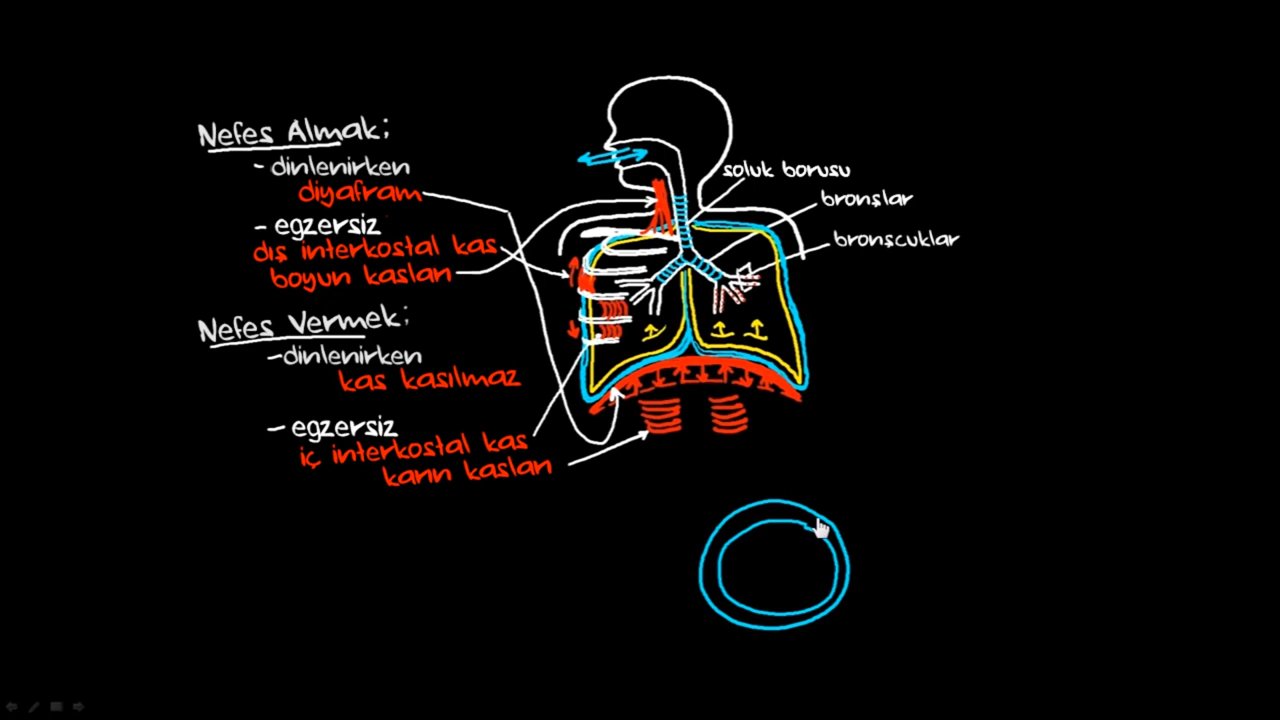 Nefes Almak;
- dinlenirken
diyafram
- egzersiz
dış interkostal kas
boyun kasları
Nefes Vermek;
- dinlenirken
kas kasılmaz
- egzersiz
iç interkostal kas
karın kasları
soluk borusu
bronşlar
bronşcuklar